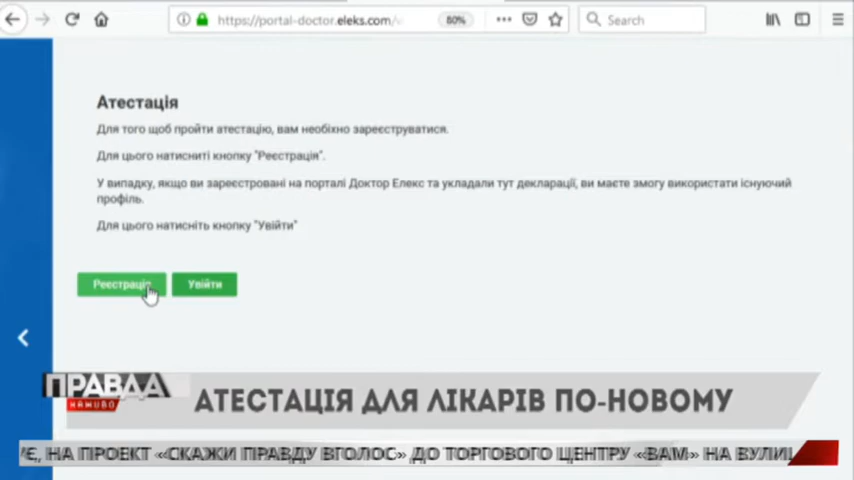 https://portal-doctor.eleks.com/
80%
Search
Атестація
Для того щоб пройти атестацію, вам необіхно зареєструватися.
Для цього натисниті кнопку "Реєстрація".
У випадку, якщо ви зареєстровані на порталі Доктор Елекс та укладали тут декларації, ви маєте змогу використати існуючий
профіль.
Для цього натисніть кнопку "Увійти"
Реєстрація Увійти
ПРАВДА
НАЖИВО
АТЕСТАЦІЯ ДЛЯ ЛІКАРІВ ПО-НОВОМУ
Є, НА ПРОЕКТ «СКАЖИ ПРАВДУ ВГОЛОС» ДО ТОРГОВОГО ЦЕНТРУ «ВАМ» НА ВУЛИЦ